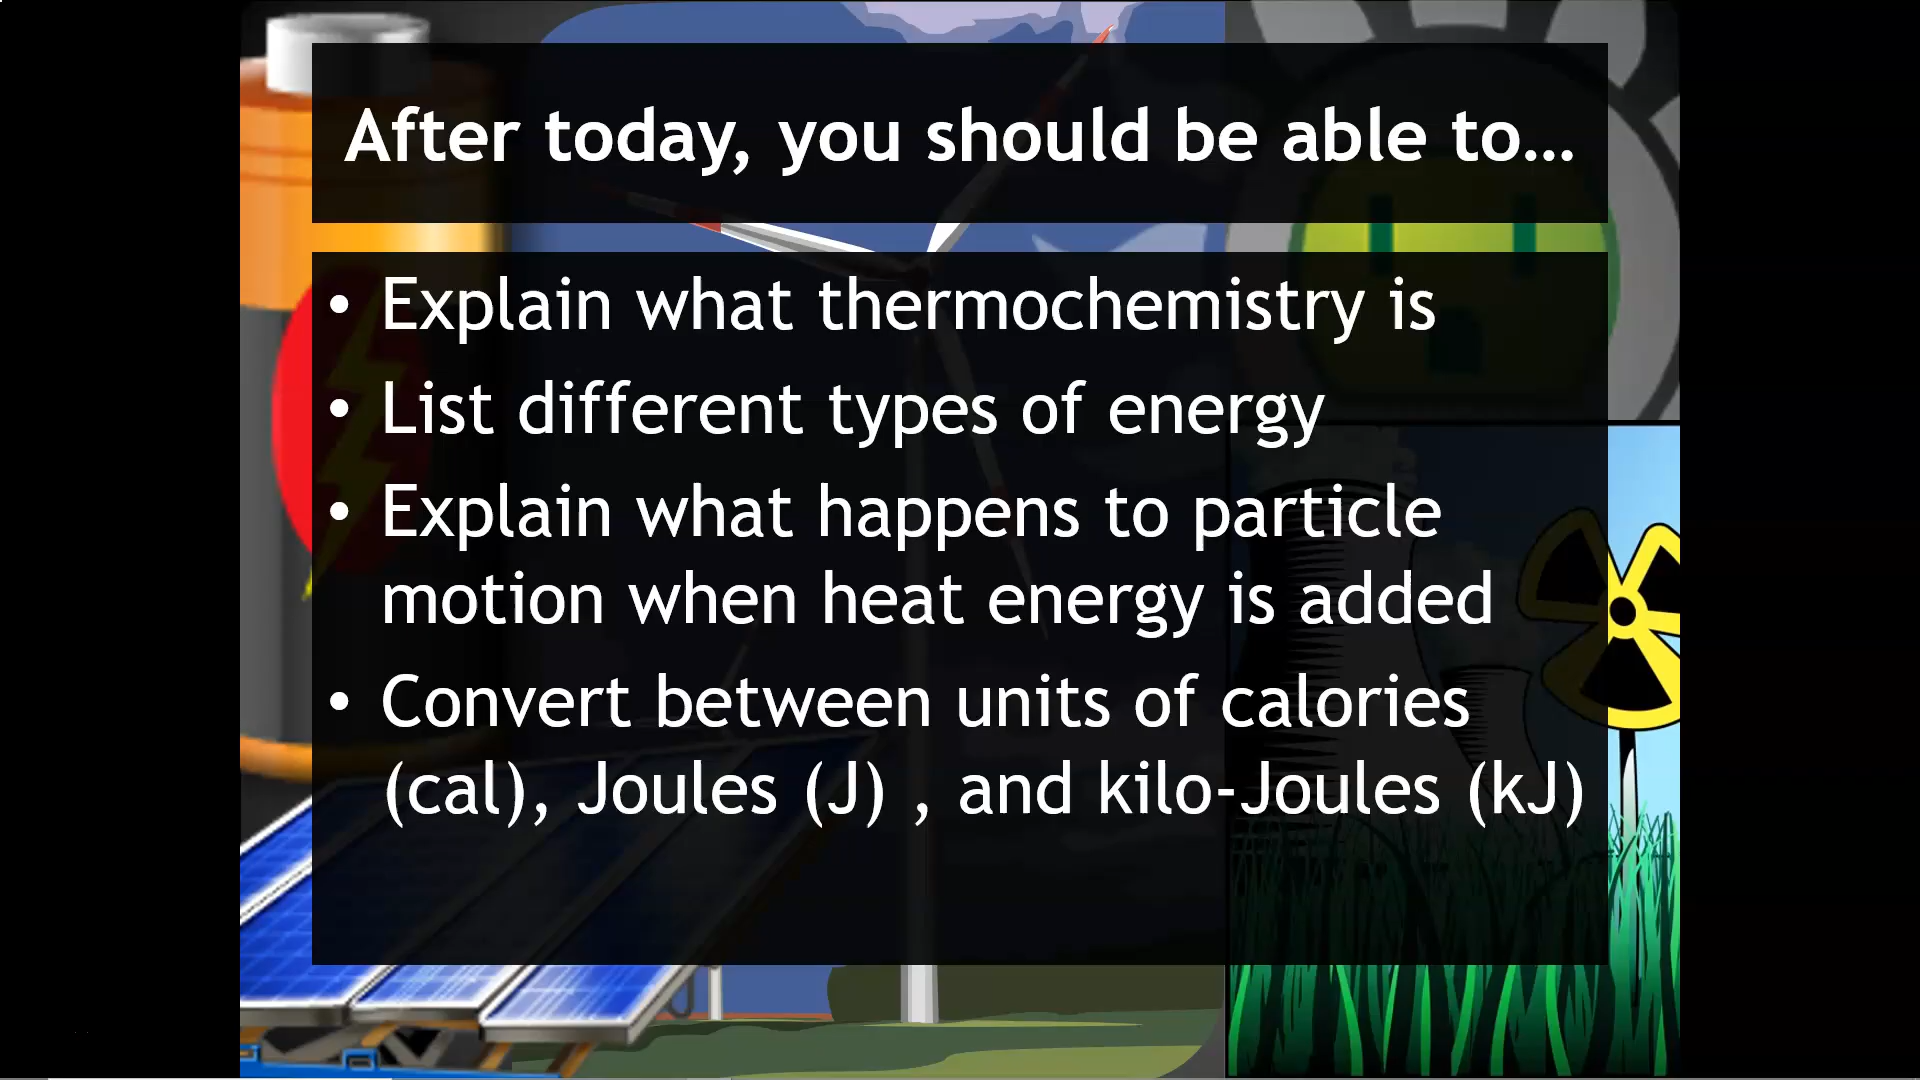 After today, you should be able to…
• Explain what thermochemistry is
• List different types of energy
• Explain what happens to particle
motion when heat energy is added
• Convert between units of calories
(cal), Joules (J) , and kilo-Joules (kJ)